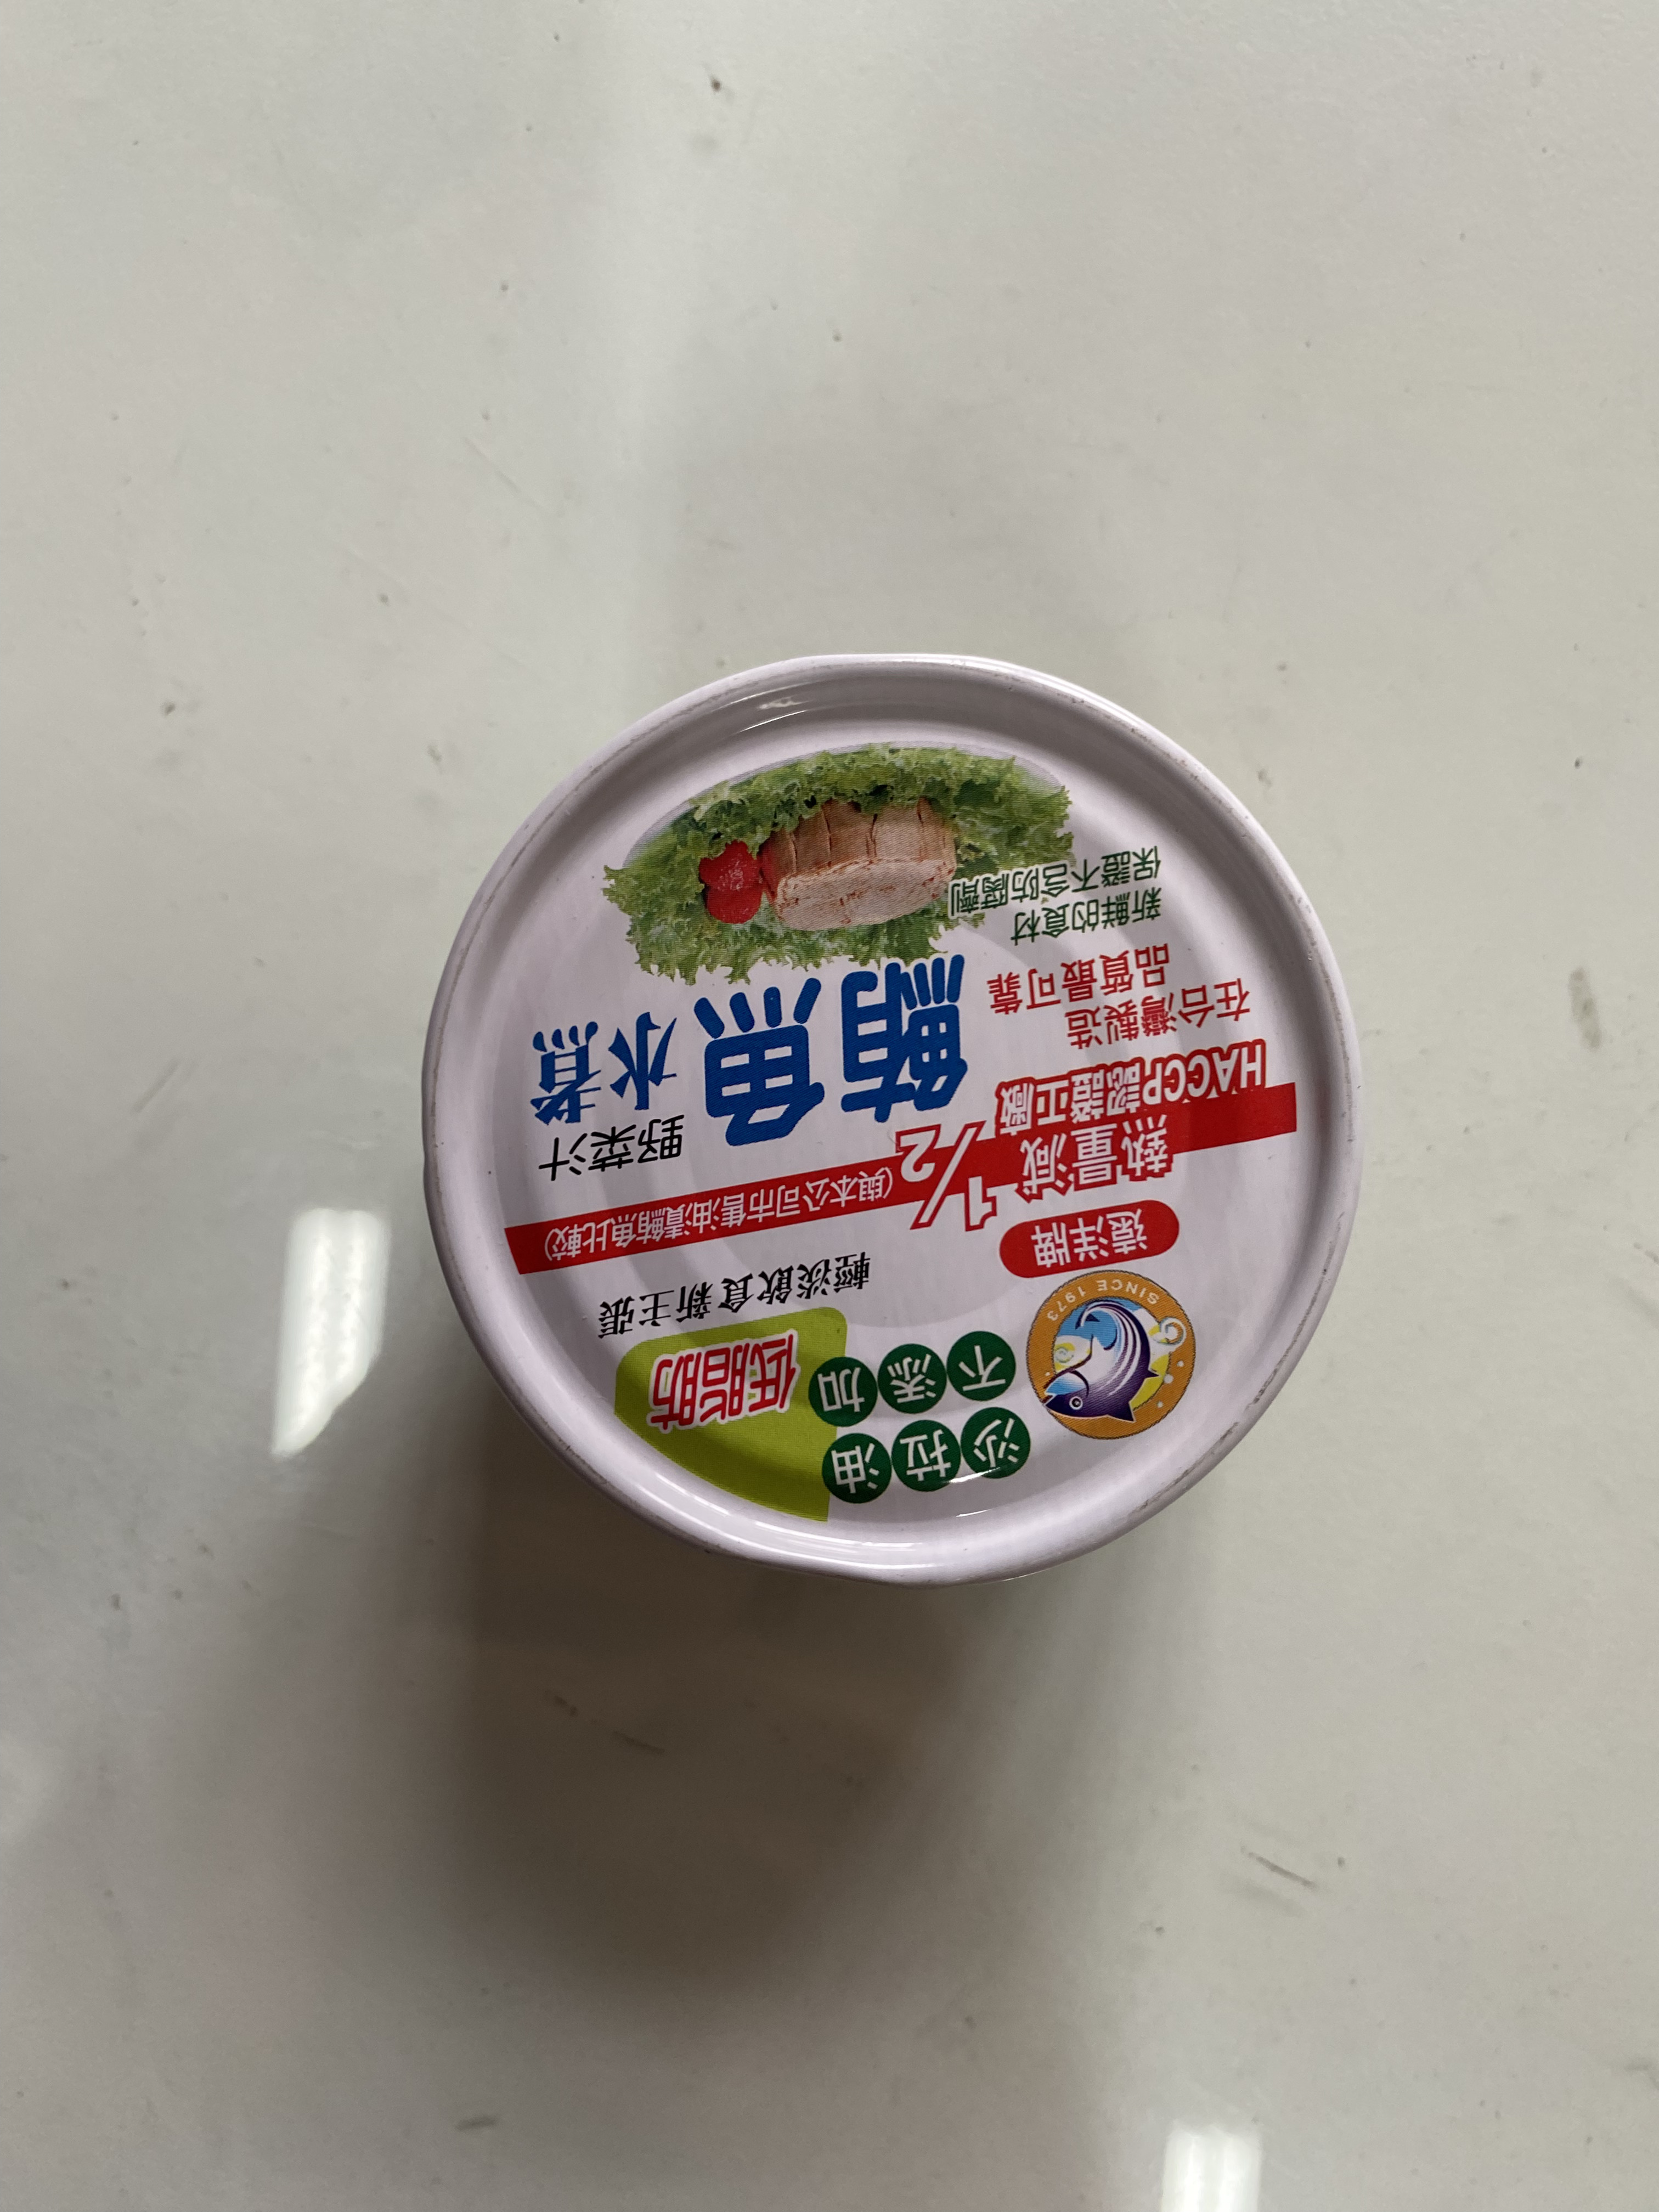 沙拉油
不添加
低脂肪
SINCE 1973
輕淡飲食新主張
遠洋牌
熱量減1/2(與本公司市售油漬鮪魚比較)
HACCP認證工廠
在台灣製造
品質最可靠
野菜汁
鮪魚水煮
新鮮的食材
保證不含防腐劑